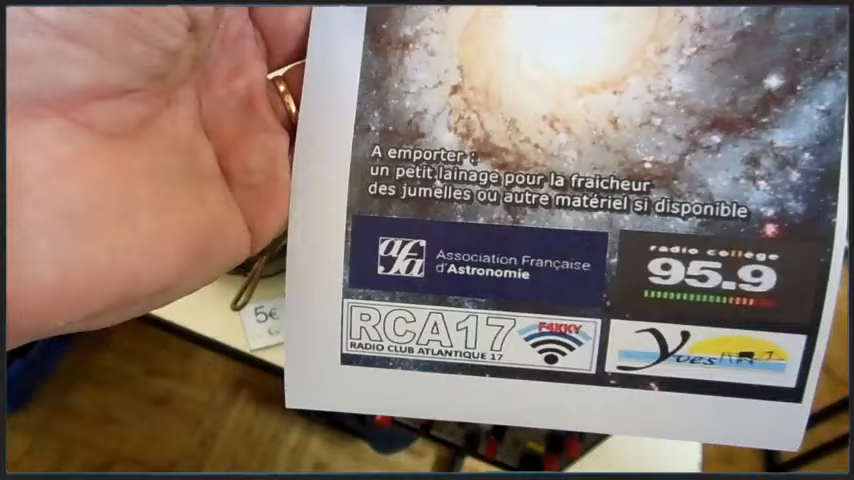 A emporter :
un petit lainage pour la fraicheur
des jumelles ou autre matériel si disponible
afa
Association Française
d'Astronomie
radio collège
95.9
RCA17
RADIO CLUB ATLANTIQUE 17
F4KKY
Yves
5€